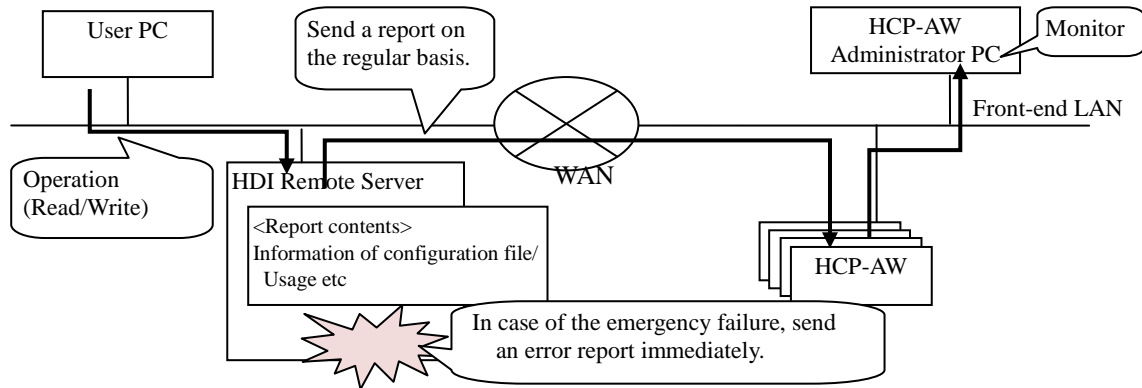 User PC
Send a report on
the regular basis.
HCP-AW
Administrator PC
Monitor
Front-end LAN
Operation
(Read/Write)
HDI Remote Server
WAN
<Report contents>
Information of configuration file/
Usage etc
HCP-AW
In case of the emergency failure, send
an error report immediately.